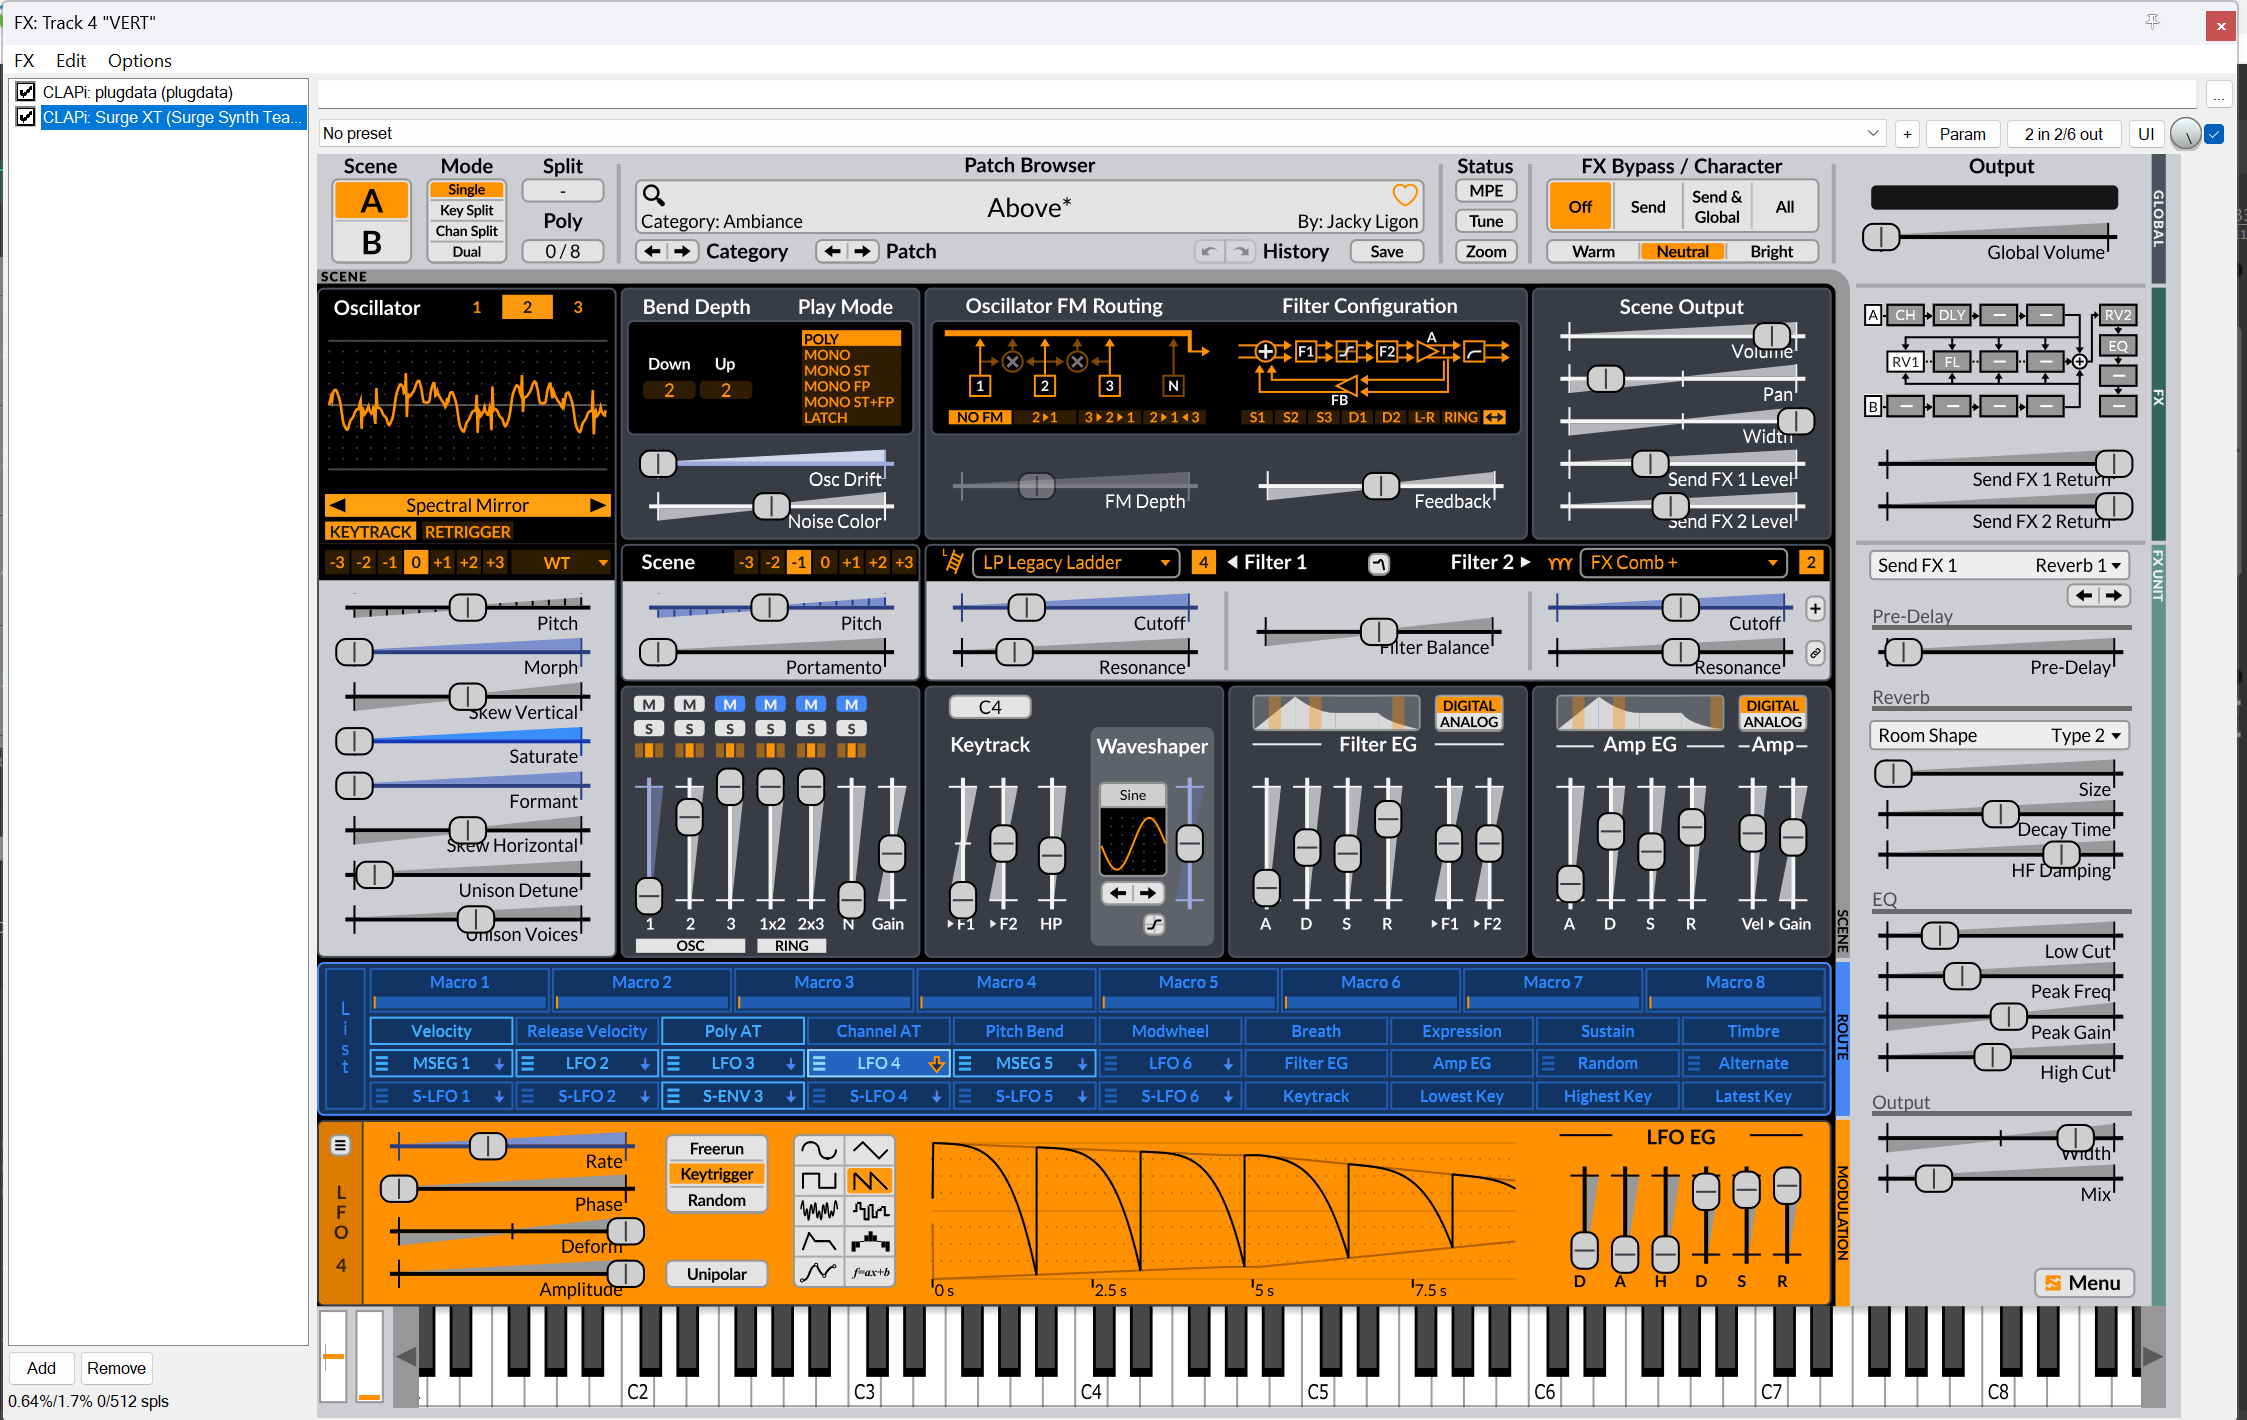 FX: Track 4 "VERT"
FX Edit Options
CLAPi: plugdata (plugdata)
CLAPi: Surge XT (Surge Synth Tea...
...
No preset
+ Param 2 in 2/6 out UI
Scene Mode Split Patch Browser Status FX Bypass / Character Output
A
B
Single
Key Split
Chan Split
Dual
-
Poly
0 / 8
Above*
Category: Ambiance
By: Jacky Ligon
Category Patch History Save
MPE
Tune
Zoom
Off Send Send & Global All
Warm Neutral Bright
Global Volume
GLOBAL
SCENE
Oscillator 1 2 3
Spectral Mirror
KEYTRACK RETRIGGER
-3 -2 -1 0 +1 +2 +3 WT
Pitch
Morph
Skew Vertical
Saturate
Formant
Skew Horizontal
Unison Detune
Unison Voices
Bend Depth Play Mode
Down Up
2 2
POLY
MONO
MONO ST
MONO FP
MONO ST+FP
LATCH
Osc Drift
Noise Color
Oscillator FM Routing Filter Configuration
1 2 3 N
NO FM 2▸1 3▸2▸1 2▸1◂3
A
F1 F2
FB
S1 S2 S3 D1 D2 L-R RING
FM Depth Feedback
Scene Output
Volume
Pan
Width
Send FX 1 Level
Send FX 2 Level
A CH DLY — — RV2
EQ
RV1 FL — — —
B — — — — —
Send FX 1 Return
Send FX 2 Return
FX
Scene -3 -2 -1 0 +1 +2 +3
Pitch
Portamento
LP Legacy Ladder 4 Filter 1 Filter 2 FX Comb + 2
Cutoff
Resonance
Filter Balance
Cutoff
Resonance
+
M M M M M M
S S S S S S
1 2 3 1x2 2x3 N Gain
OSC RING
C4
Keytrack
F1 F2 HP
Waveshaper
Sine
DIGITAL
ANALOG
Filter EG
A D S R F1 F2
DIGITAL
ANALOG
Amp EG Amp
A D S R Vel ▸ Gain
SCENE
Send FX 1 Reverb 1
FX UNIT
Pre-Delay
Pre-Delay
Reverb
Room Shape Type 2
Size
Decay Time
HF Damping
EQ
Low Cut
Peak Freq
Peak Gain
High Cut
Output
Width
Mix
Menu
List
Macro 1 Macro 2 Macro 3 Macro 4 Macro 5 Macro 6 Macro 7 Macro 8
Velocity Release Velocity Poly AT Channel AT Pitch Bend Modwheel Breath Expression Sustain Timbre
MSEG 1 LFO 2 LFO 3 LFO 4 MSEG 5 LFO 6 Filter EG Amp EG Random Alternate
S-LFO 1 S-LFO 2 S-ENV 3 S-LFO 4 S-LFO 5 S-LFO 6 Keytrack Lowest Key Highest Key Latest Key
ROUTE
LFO 4
Rate
Phase
Deform
Amplitude
Freerun
Keytrigger
Random
Unipolar
f=ax+b
0 s 2.5 s 5 s 7.5 s
LFO EG
D A H D S R
MODULATION
C2 C3 C4 C5 C6 C7 C8
Add Remove
0.64%/1.7% 0/512 spls